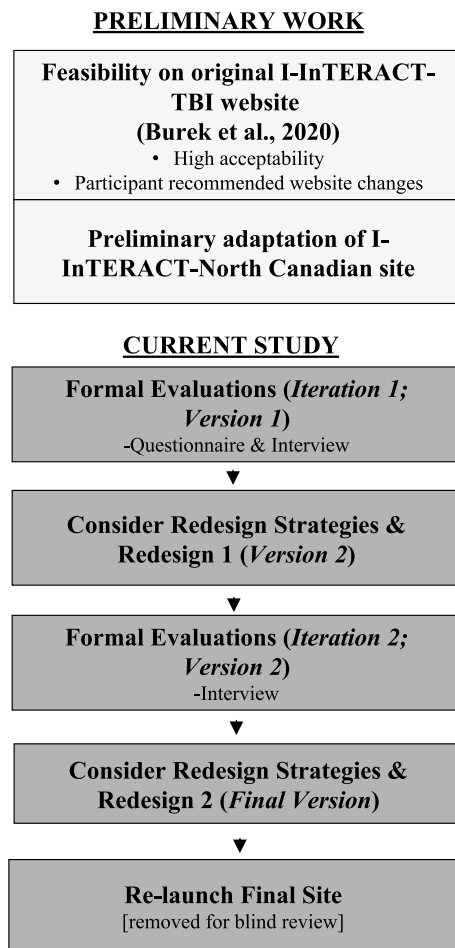 PRELIMINARY WORK
Feasibility on original I-InTERACT-
TBI website
(Burek et al., 2020)
• High acceptability
• Participant recommended website changes
Preliminary adaptation of I-
InTERACT-North Canadian site
CURRENT STUDY
Formal Evaluations (Iteration 1;
Version 1)
-Questionnaire & Interview
Consider Redesign Strategies &
Redesign 1 (Version 2)
Formal Evaluations (Iteration 2;
Version 2)
-Interview
Consider Redesign Strategies &
Redesign 2 (Final Version)
Re-launch Final Site
[removed for blind review]